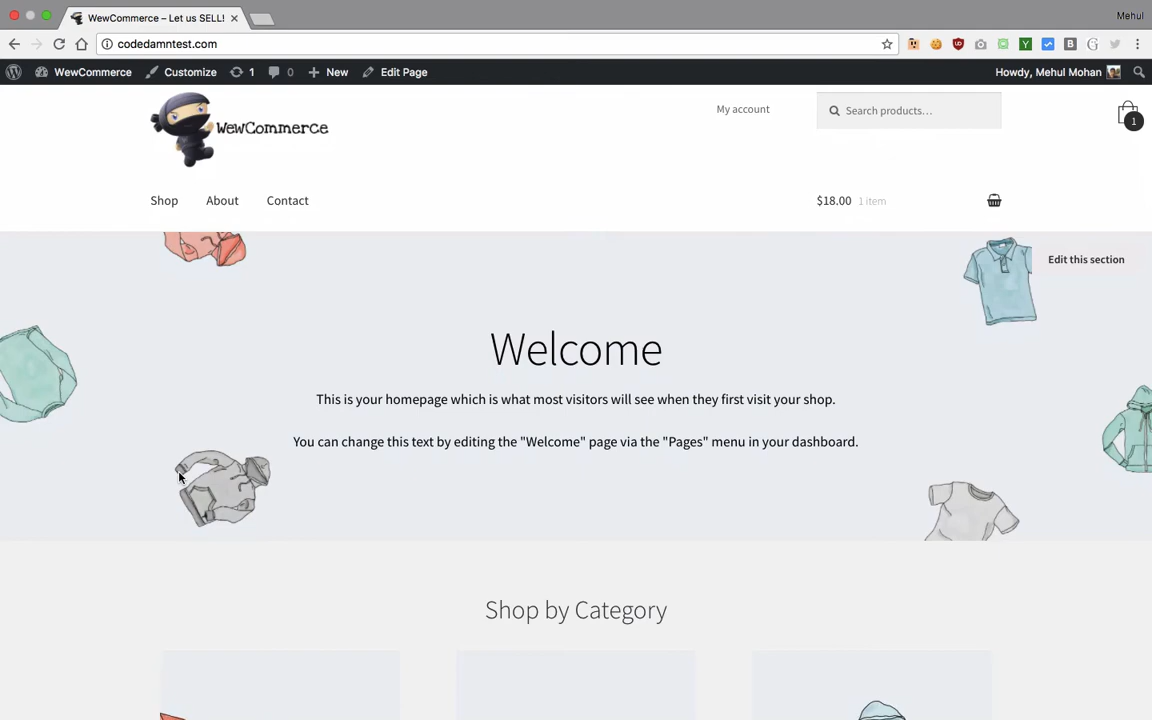 WewCommerce – Let us SELL!
Mehul
codedamntest.com
WewCommerce Customize 1 0 New Edit Page Howdy, Mehul Mohan
WewCommerce
My account
Search products…
1
Shop About Contact
$18.00 1 item
Edit this section
Welcome
This is your homepage which is what most visitors will see when they first visit your shop.
You can change this text by editing the "Welcome" page via the "Pages" menu in your dashboard.
Shop by Category